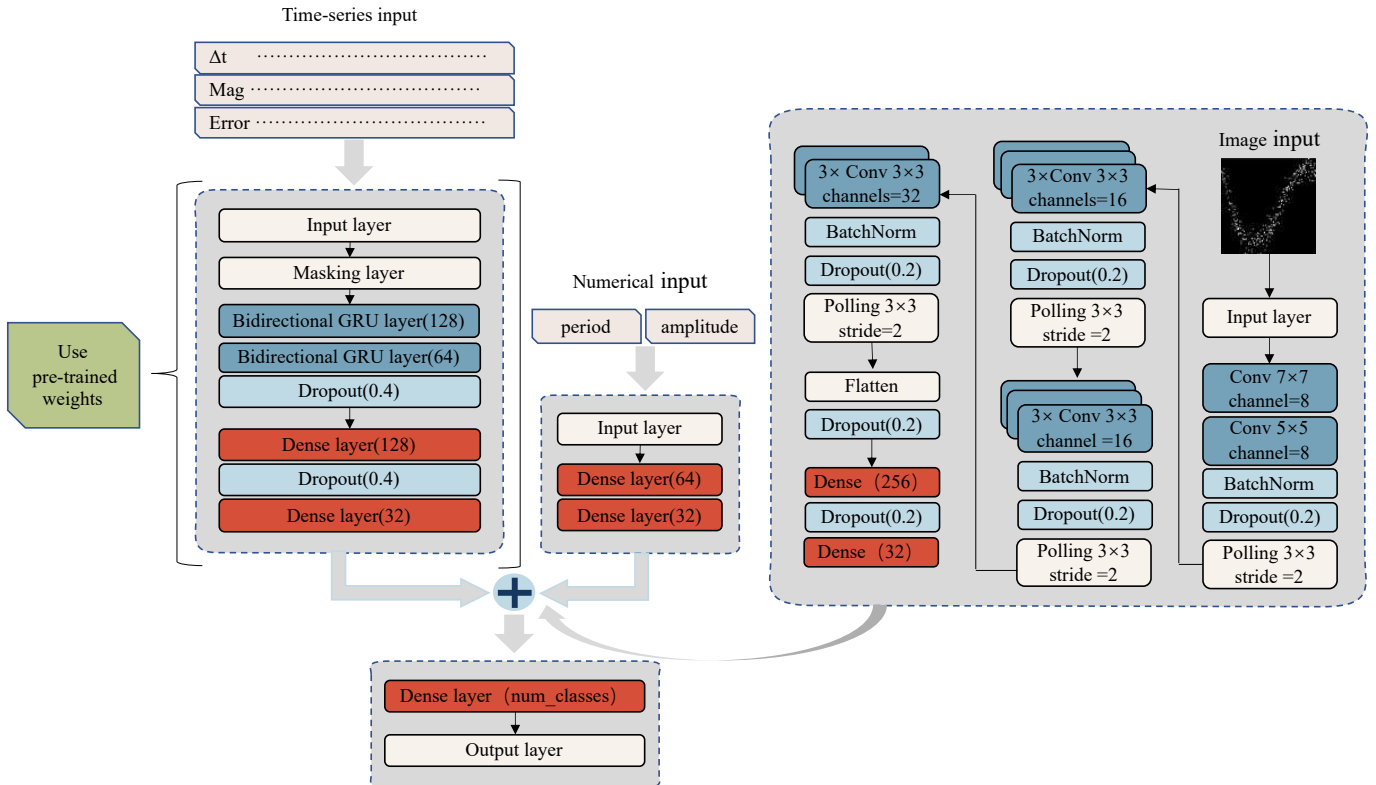 Time-series input
Δt ··································
Mag ··································
Error ··································
Use
pre-trained
weights
Input layer
Masking layer
Bidirectional GRU layer(128)
Bidirectional GRU layer(64)
Dropout(0.4)
Dense layer(128)
Dropout(0.4)
Dense layer(32)
Numerical input
period
amplitude
Input layer
Dense layer(64)
Dense layer(32)
Image input
Input layer
Conv 7×7
channel=8
Conv 5×5
channel=8
BatchNorm
Dropout(0.2)
Polling 3×3
stride =2
3×Conv 3×3
channels=16
BatchNorm
Dropout(0.2)
Polling 3×3
stride =2
3× Conv 3×3
channel =16
BatchNorm
Dropout(0.2)
Polling 3×3
stride =2
3× Conv 3×3
channels=32
BatchNorm
Dropout(0.2)
Polling 3×3
stride=2
Flatten
Dropout(0.2)
Dense（256）
Dropout(0.2)
Dense（32）
+
Dense layer（num_classes）
Output layer